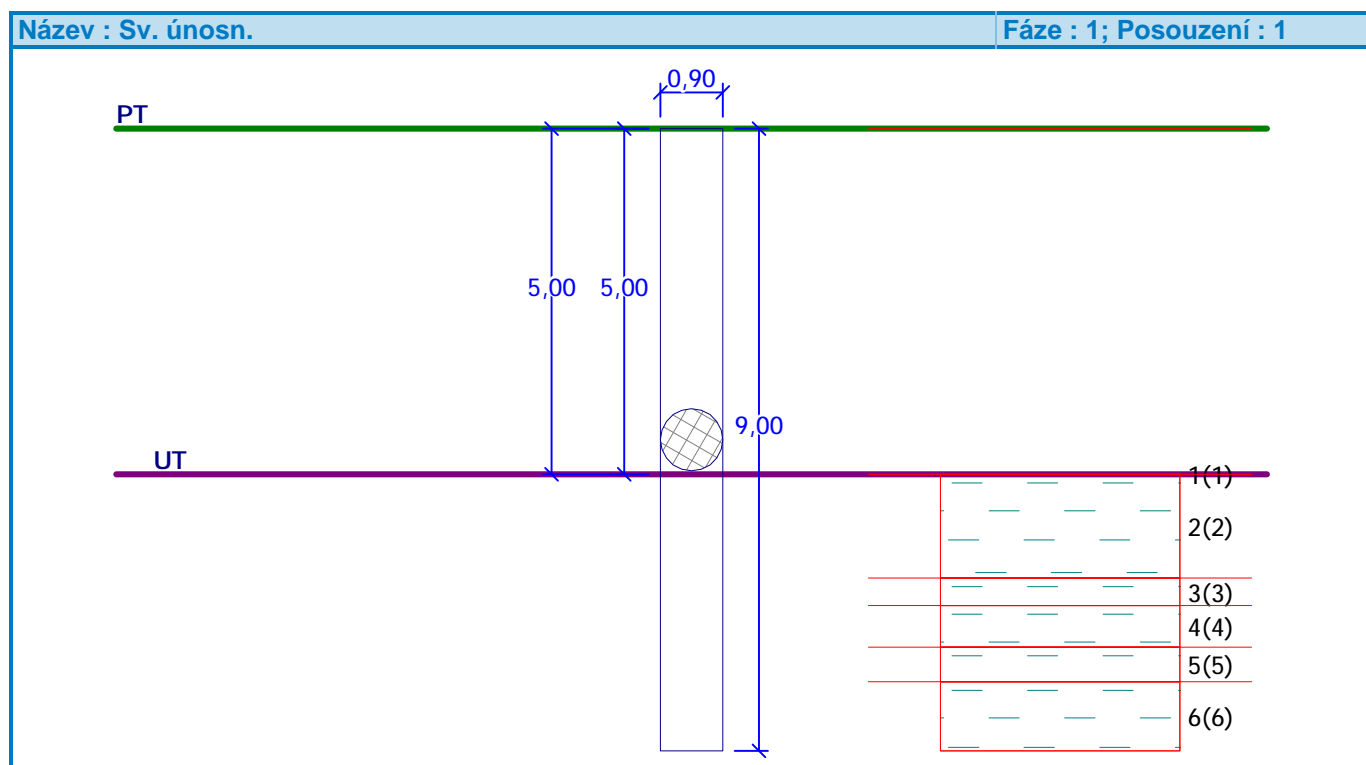 Název : Sv. únosn.
Fáze : 1; Posouzení : 1
0,90
PT
5,00
5,00
9,00
UT
1(1)
2(2)
3(3)
4(4)
5(5)
6(6)